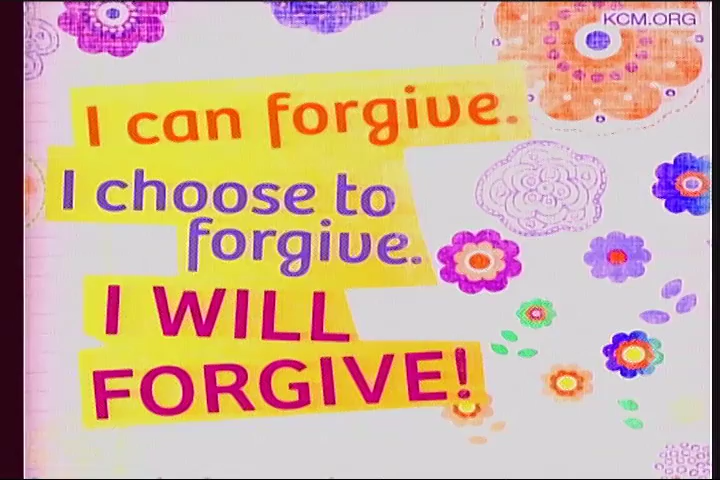 KCM.ORG
I can forgive.
I choose to
forgive.
I WILL
FORGIVE!